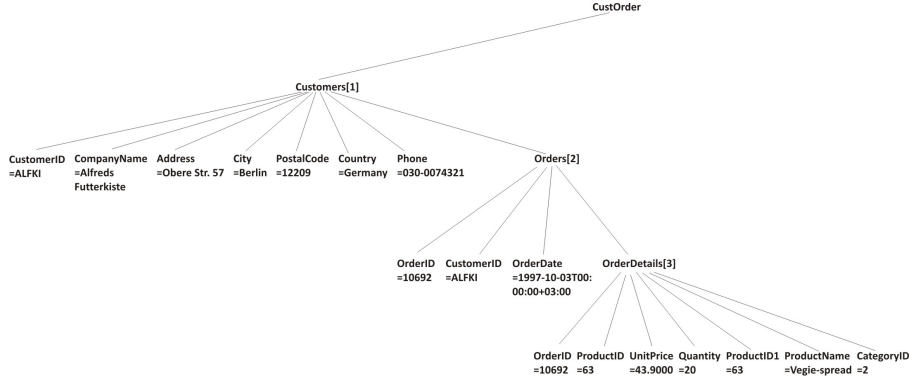 CustOrder
Customers[1]
CustomerID
=ALFKI
CompanyName
=Alfreds
Futterkiste
Address
=Obere Str. 57
City
=Berlin
PostalCode
=12209
Country
=Germany
Phone
=030-0074321
Orders[2]
OrderID
=10692
CustomerID
=ALFKI
OrderDate
=1997-10-03T00:
00:00+03:00
OrderDetails[3]
OrderID
=10692
ProductID
=63
UnitPrice
=43.9000
Quantity
=20
ProductID1
=63
ProductName
=Vegie-spread
CategoryID
=2